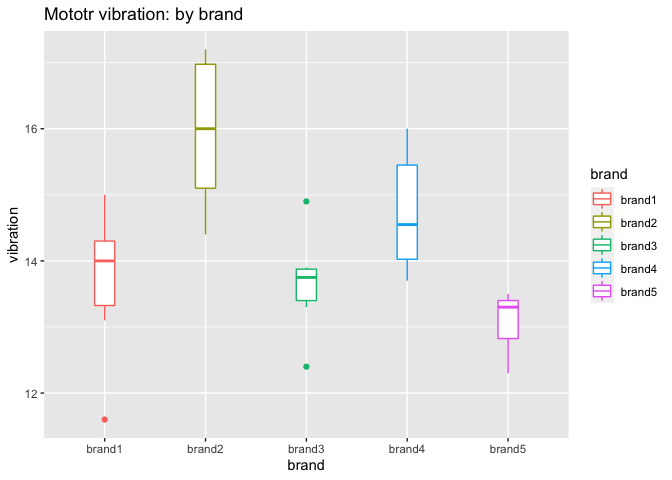 Mototr vibration: by brand
vibration
16
14
12
brand1 brand2 brand3 brand4 brand5
brand
brand
brand1
brand2
brand3
brand4
brand5